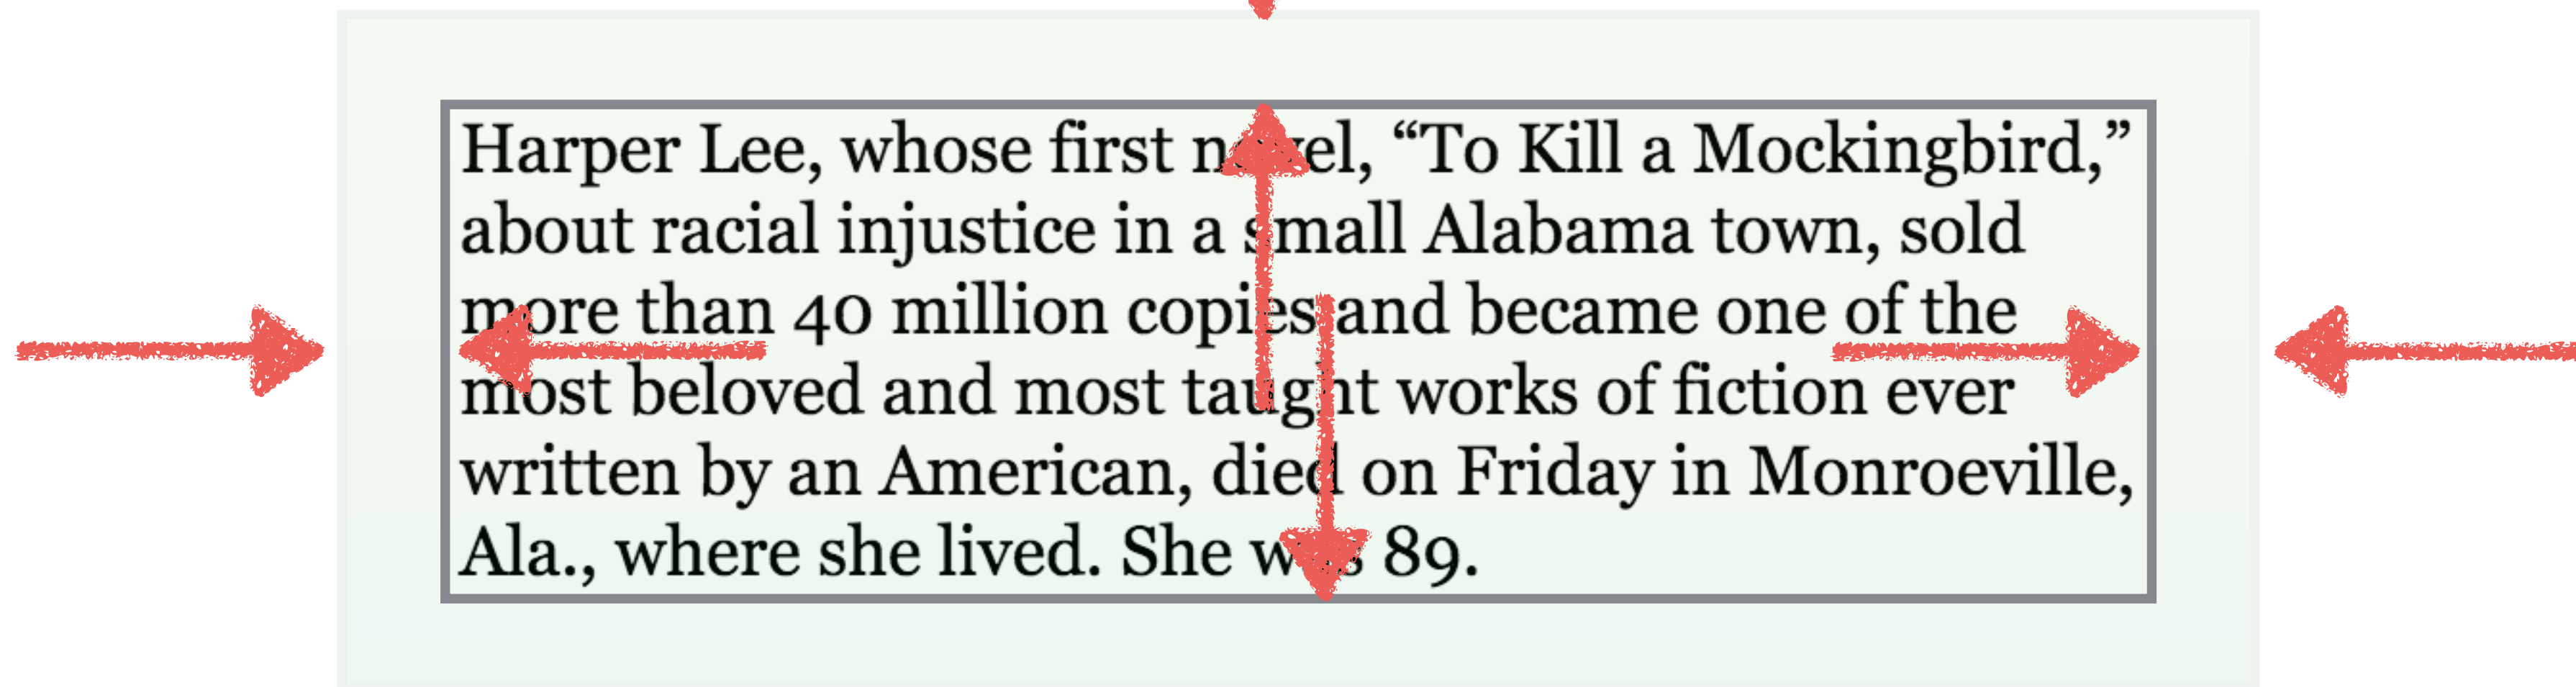 Harper Lee, whose first novel, “To Kill a Mockingbird,”
about racial injustice in a small Alabama town, sold
more than 40 million copies and became one of the
most beloved and most taught works of fiction ever
written by an American, died on Friday in Monroeville,
Ala., where she lived. She was 89.